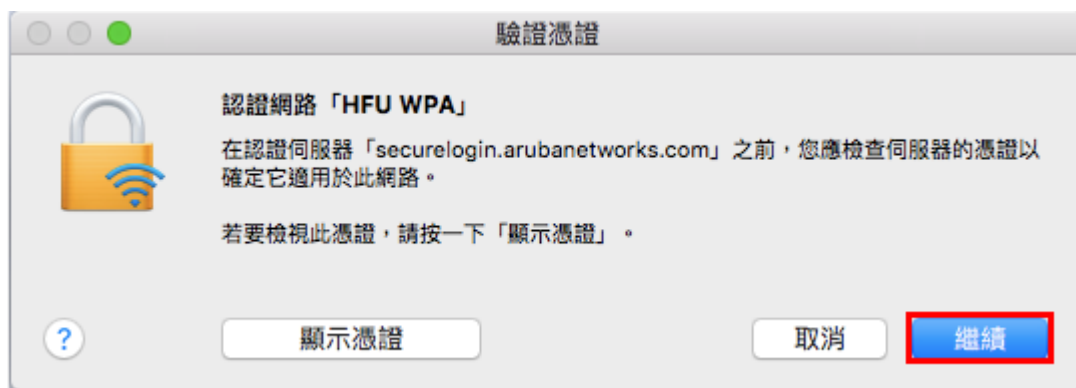 驗證憑證
認證網路「HFU WPA」
在認證伺服器「securelogin.arubanetworks.com」之前，您應檢查伺服器的憑證以
確定它適用於此網路。
若要檢視此憑證，請按一下「顯示憑證」。
?
顯示憑證
取消
繼續